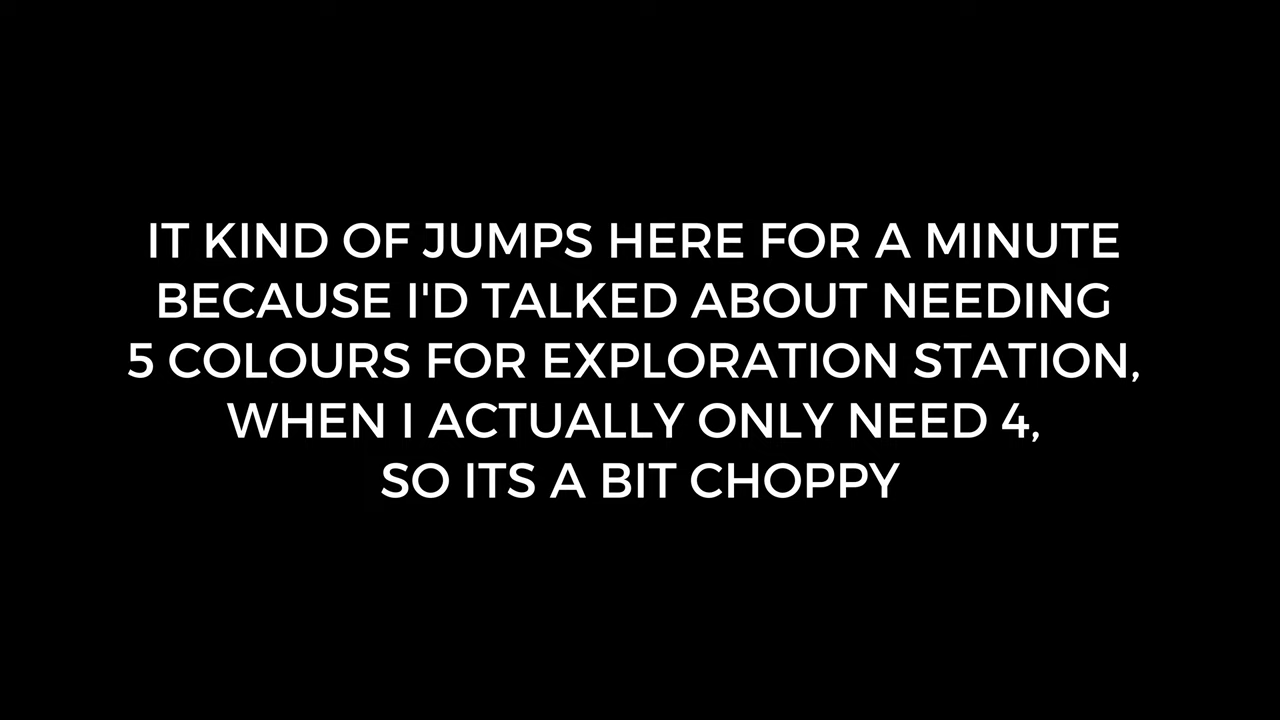 IT KIND OF JUMPS HERE FOR A MINUTE
BECAUSE I'D TALKED ABOUT NEEDING
5 COLOURS FOR EXPLORATION STATION,
WHEN I ACTUALLY ONLY NEED 4,
SO ITS A BIT CHOPPY